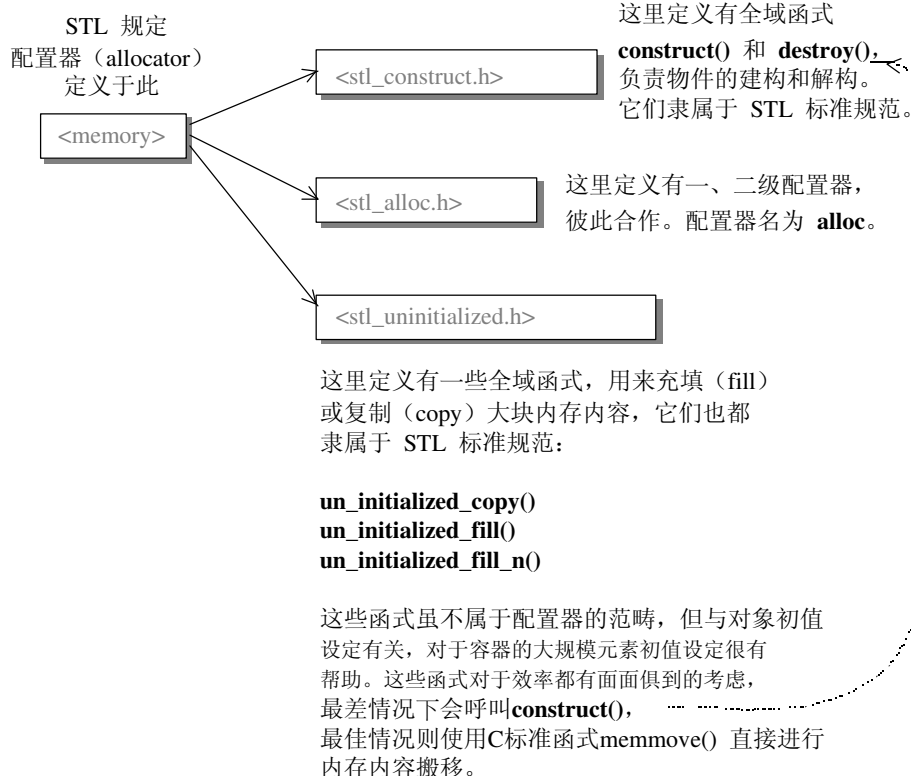 STL 规定
配置器（allocator）
定义于此
<memory>
<stl_construct.h>
这里定义有全域函式
construct() 和 destroy()，
负责物件的建构和解构。
它们隶属于 STL 标准规范。
<stl_alloc.h>
这里定义有一、二级配置器，
彼此合作。配置器名为 alloc。
<stl_uninitialized.h>
这里定义有一些全域函式，用来充填（fill）
或复制（copy）大块内存内容，它们也都
隶属于 STL 标准规范：
un_initialized_copy()
un_initialized_fill()
un_initialized_fill_n()
这些函式虽不属于配置器的范畴，但与对象初值
设定有关，对于容器的大规模元素初值设定很有
帮助。这些函式对于效率都有面面俱到的考虑，
最差情况下会呼叫construct()，
最佳情况则使用C标准函式memmove() 直接进行
内存内容搬移。